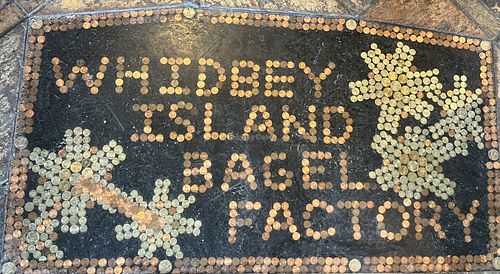 WHIDBEY
ISLAND
BAGEL
FACTORY